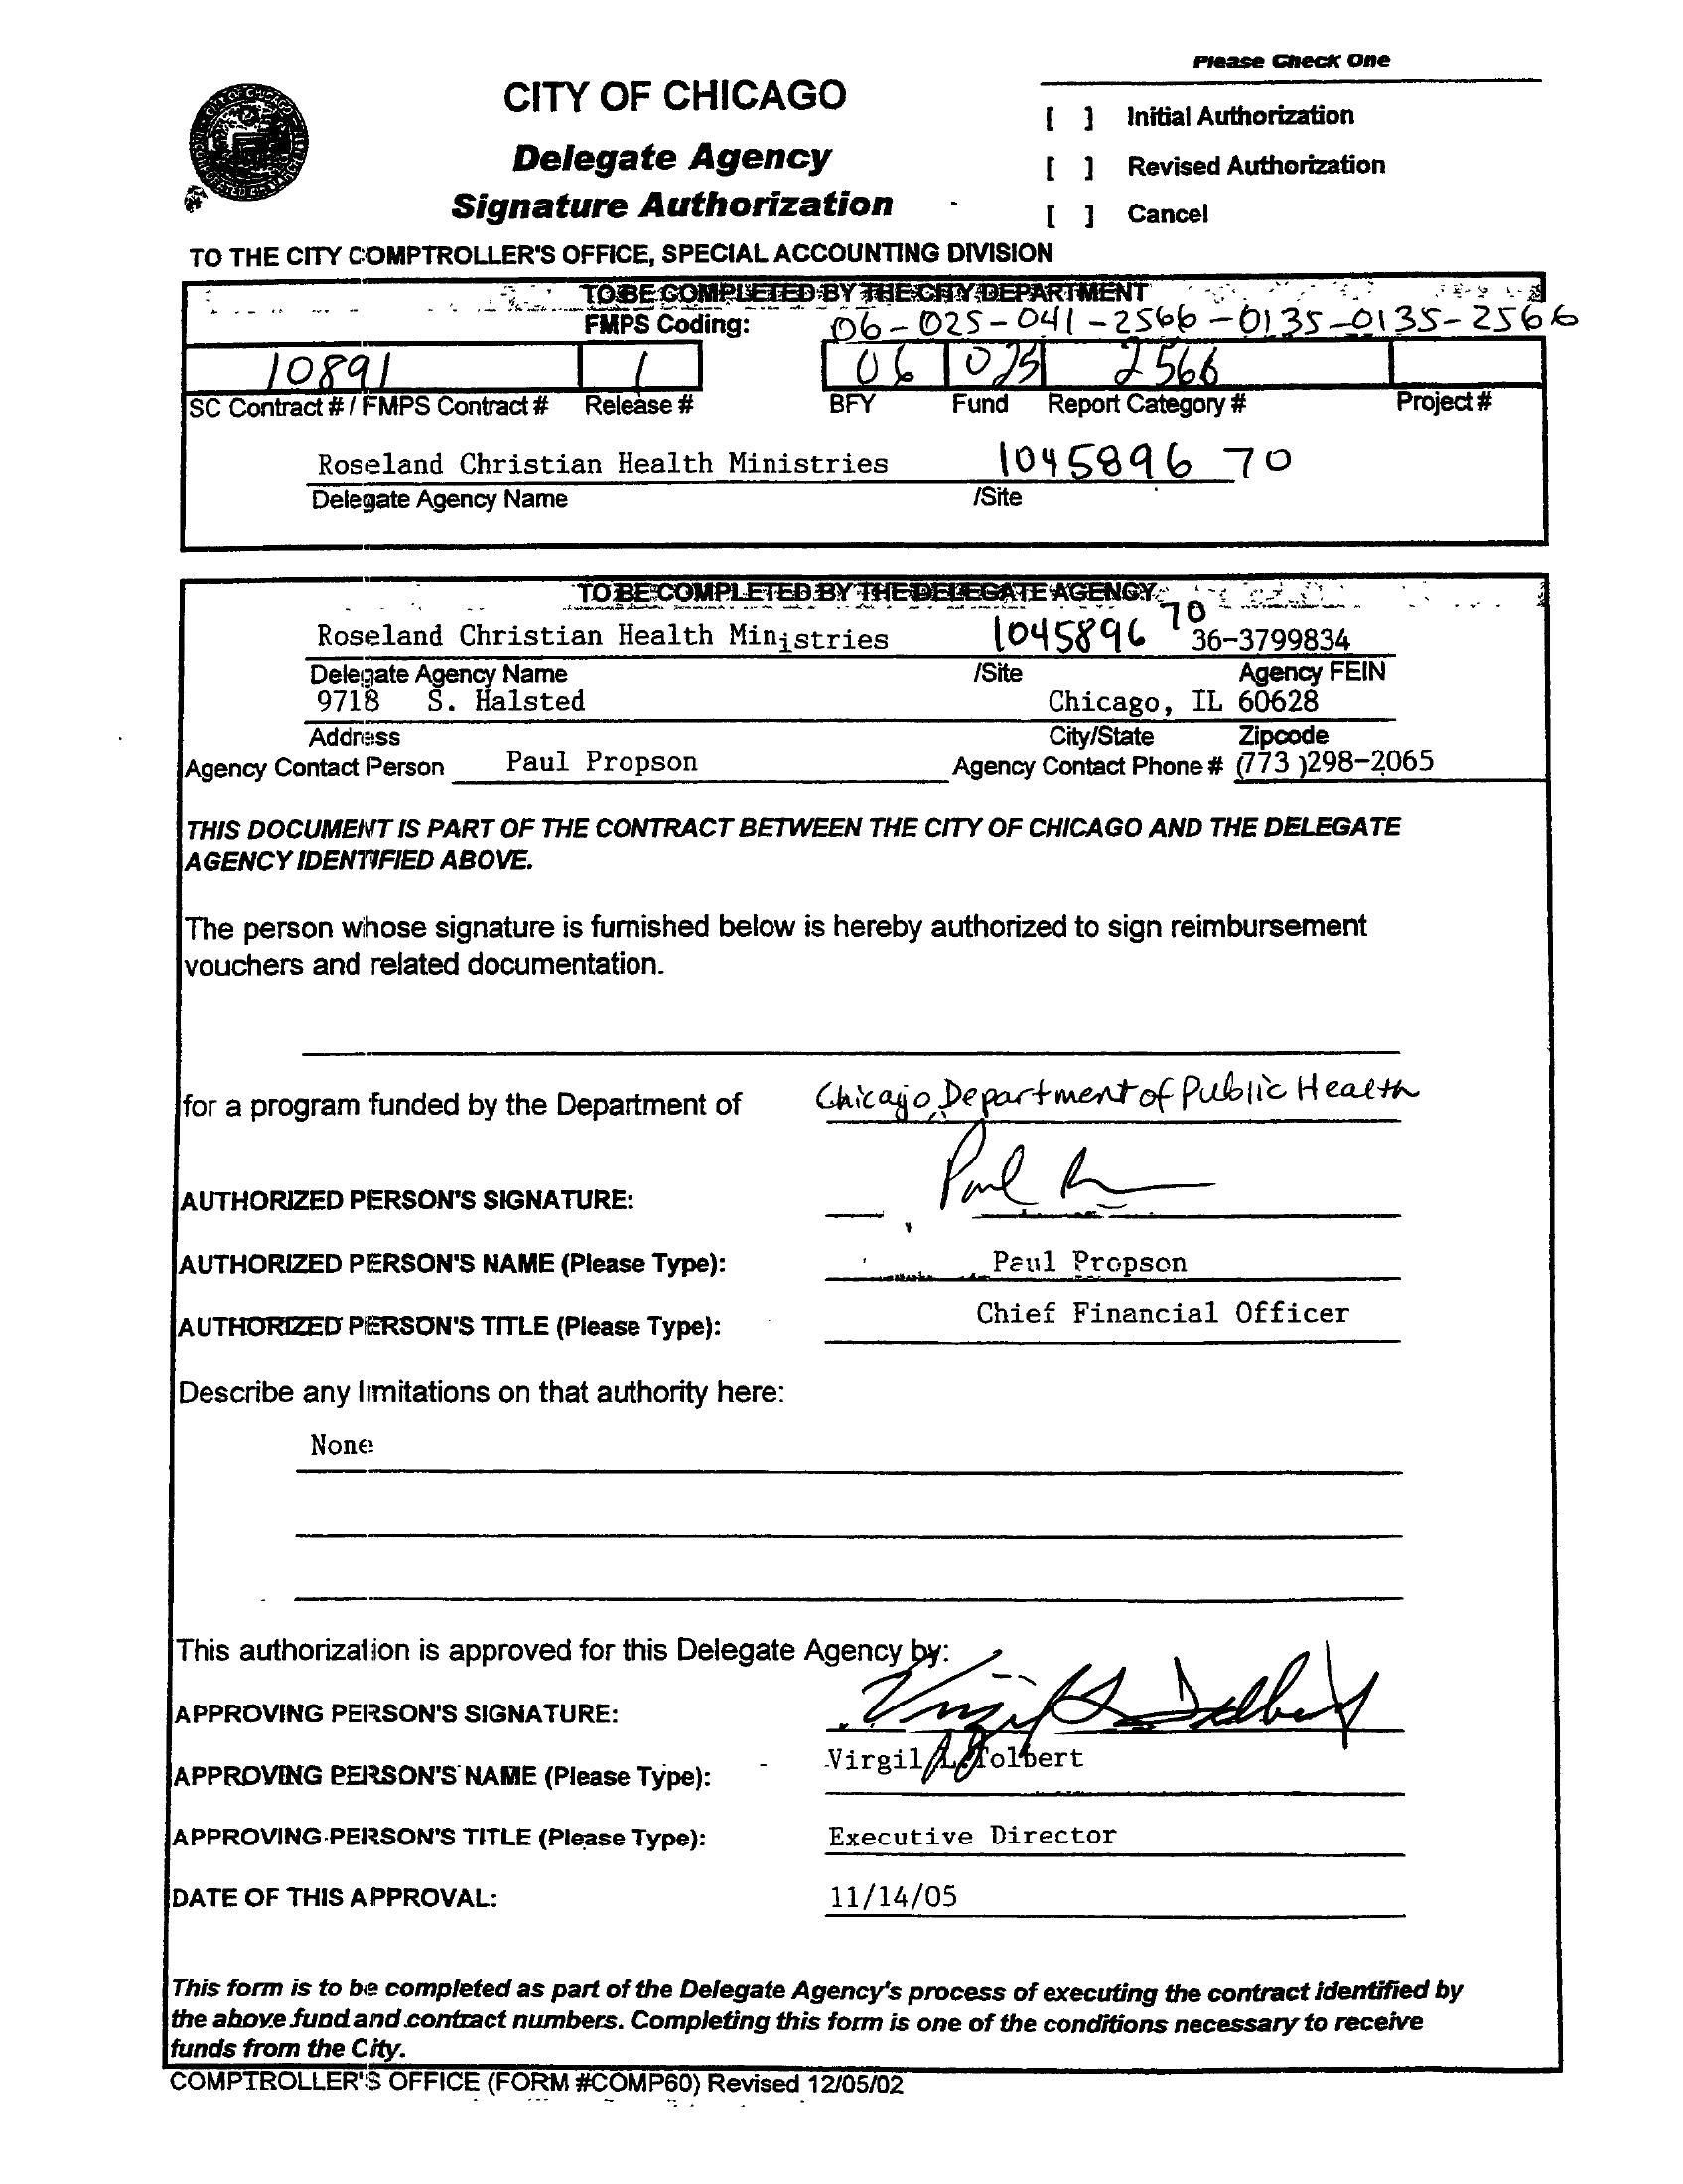 Please Check One
CITY OF CHICAGO
[ ] Initial Authorization
Delegate Agency
[ ] Revised Authorization
Signature Authorization
[ ] Cancel
TO THE CITY COMPTROLLER'S OFFICE, SPECIAL ACCOUNTING DIVISION
TO BE COMPLETED BY THE CITY DEPARTMENT
FMPS Coding: 06-025-041-2566-0135-0135-2566
10891 1 06 025 2566
SC Contract # / FMPS Contract # Release # BFY Fund Report Category # Project #
Roseland Christian Health Ministries 1045896 70
Delegate Agency Name /Site
TO BE COMPLETED BY THE DELEGATE AGENCY
Roseland Christian Health Ministries 1045896 70 36-3799834
Delegate Agency Name /Site Agency FEIN
9718 S. Halsted Chicago, IL 60628
Address City/State Zipcode
Agency Contact Person Paul Propson Agency Contact Phone # (773 )298-2065
THIS DOCUMENT IS PART OF THE CONTRACT BETWEEN THE CITY OF CHICAGO AND THE DELEGATE
AGENCY IDENTIFIED ABOVE.
The person whose signature is furnished below is hereby authorized to sign reimbursement
vouchers and related documentation.
for a program funded by the Department of Chicago Department of Public Health
AUTHORIZED PERSON'S SIGNATURE: Paul
AUTHORIZED PERSON'S NAME (Please Type): Paul Propson
AUTHORIZED PERSON'S TITLE (Please Type): Chief Financial Officer
Describe any limitations on that authority here:
None
This authorization is approved for this Delegate Agency by:
APPROVING PERSON'S SIGNATURE: Virgil Tolbert
APPROVING PERSON'S NAME (Please Type): Virgil L. Tolbert
APPROVING PERSON'S TITLE (Please Type): Executive Director
DATE OF THIS APPROVAL: 11/14/05
This form is to be completed as part of the Delegate Agency's process of executing the contract identified by
the above fund and contract numbers. Completing this form is one of the conditions necessary to receive
funds from the City.
COMPTROLLER'S OFFICE (FORM #COMP60) Revised 12/05/02